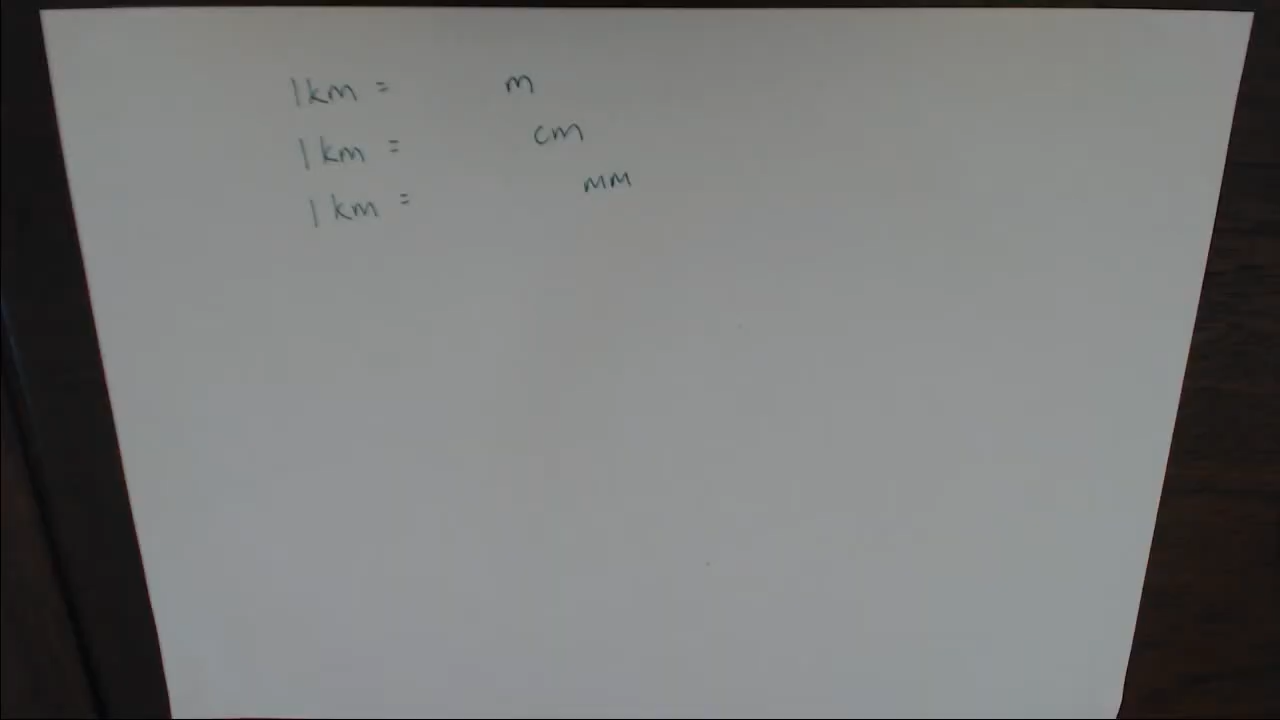 1km = m
1km = cm
1km = mm